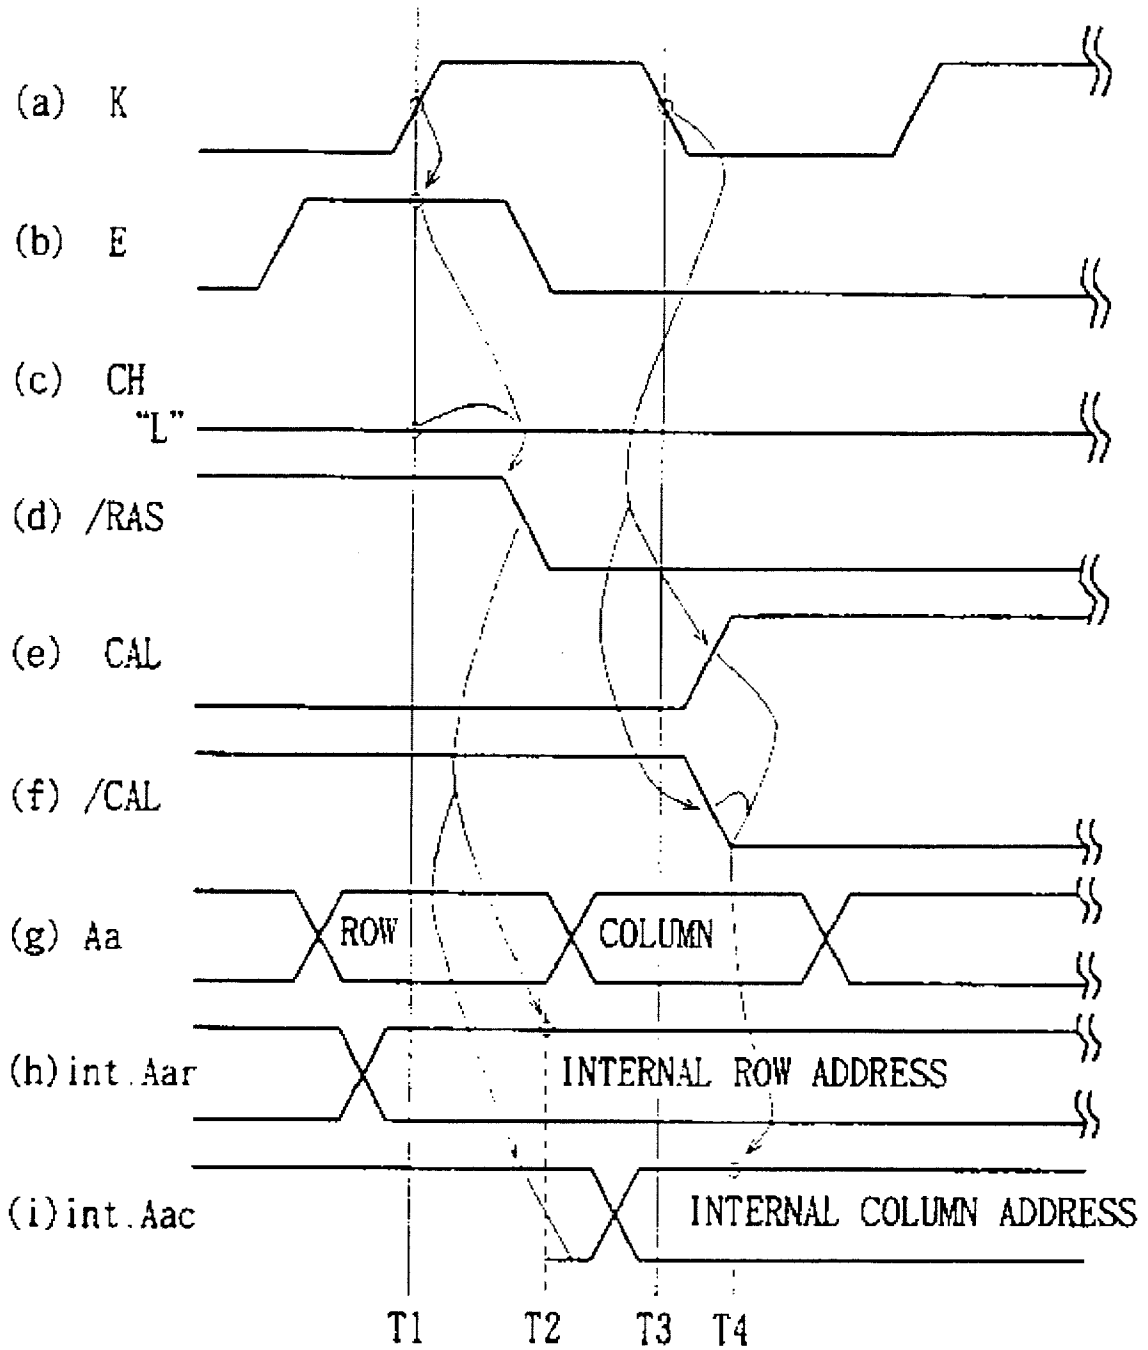 (a) K
(b) E
(c) CH
“L”
(d) /RAS
(e) CAL
(f) /CAL
(g) Aa ROW COLUMN
(h) int.Aar INTERNAL ROW ADDRESS
(i) int.Aac INTERNAL COLUMN ADDRESS
T1 T2 T3 T4